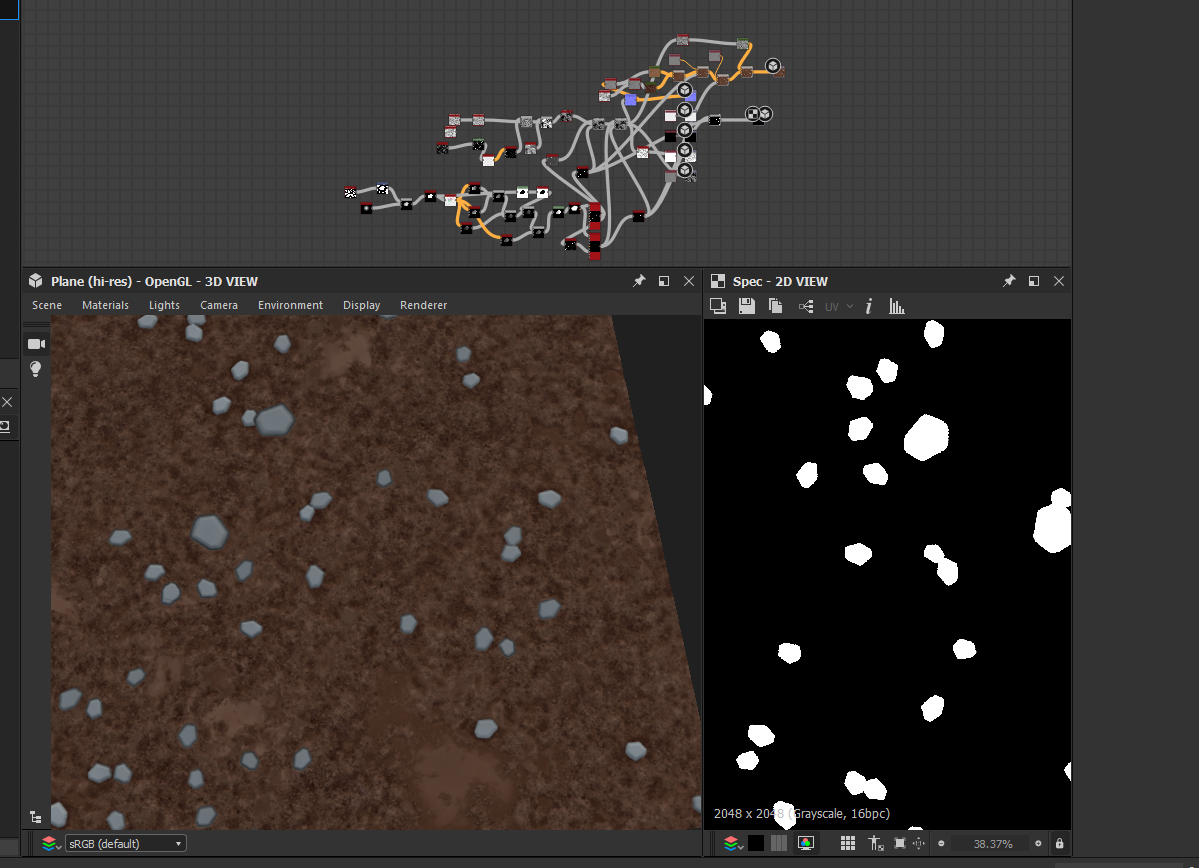 Plane (hi-res) - OpenGL - 3D VIEW
Scene Materials Lights Camera Environment Display Renderer
sRGB (default)
Spec - 2D VIEW
UV
2048 x 2048 (Grayscale, 16bpc)
38.37%